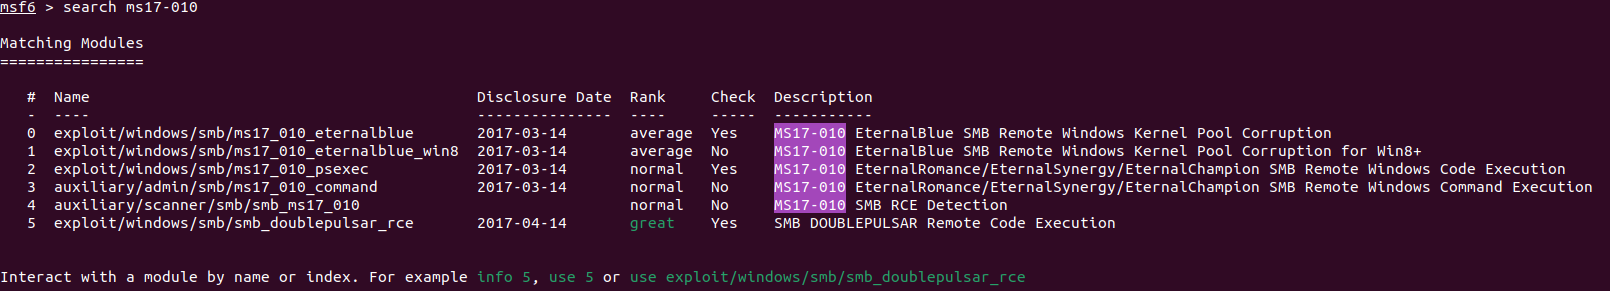 msf6 > search ms17-010
Matching Modules
================
#  Name                                      Disclosure Date  Rank     Check  Description
-  ----                                      ---------------  ----     -----  -----------
0  exploit/windows/smb/ms17_010_eternalblue       2017-03-14       average  Yes    MS17-010 EternalBlue SMB Remote Windows Kernel Pool Corruption
1  exploit/windows/smb/ms17_010_eternalblue_win8  2017-03-14       average  No     MS17-010 EternalBlue SMB Remote Windows Kernel Pool Corruption for Win8+
2  exploit/windows/smb/ms17_010_psexec            2017-03-14       normal   Yes    MS17-010 EternalRomance/EternalSynergy/EternalChampion SMB Remote Windows Code Execution
3  auxiliary/admin/smb/ms17_010_command           2017-03-14       normal   No     MS17-010 EternalRomance/EternalSynergy/EternalChampion SMB Remote Windows Command Execution
4  auxiliary/scanner/smb/smb_ms17_010                              normal   No     MS17-010 SMB RCE Detection
5  exploit/windows/smb/smb_doublepulsar_rce       2017-04-14       great    Yes    SMB DOUBLEPULSAR Remote Code Execution
Interact with a module by name or index. For example info 5, use 5 or use exploit/windows/smb/smb_doublepulsar_rce